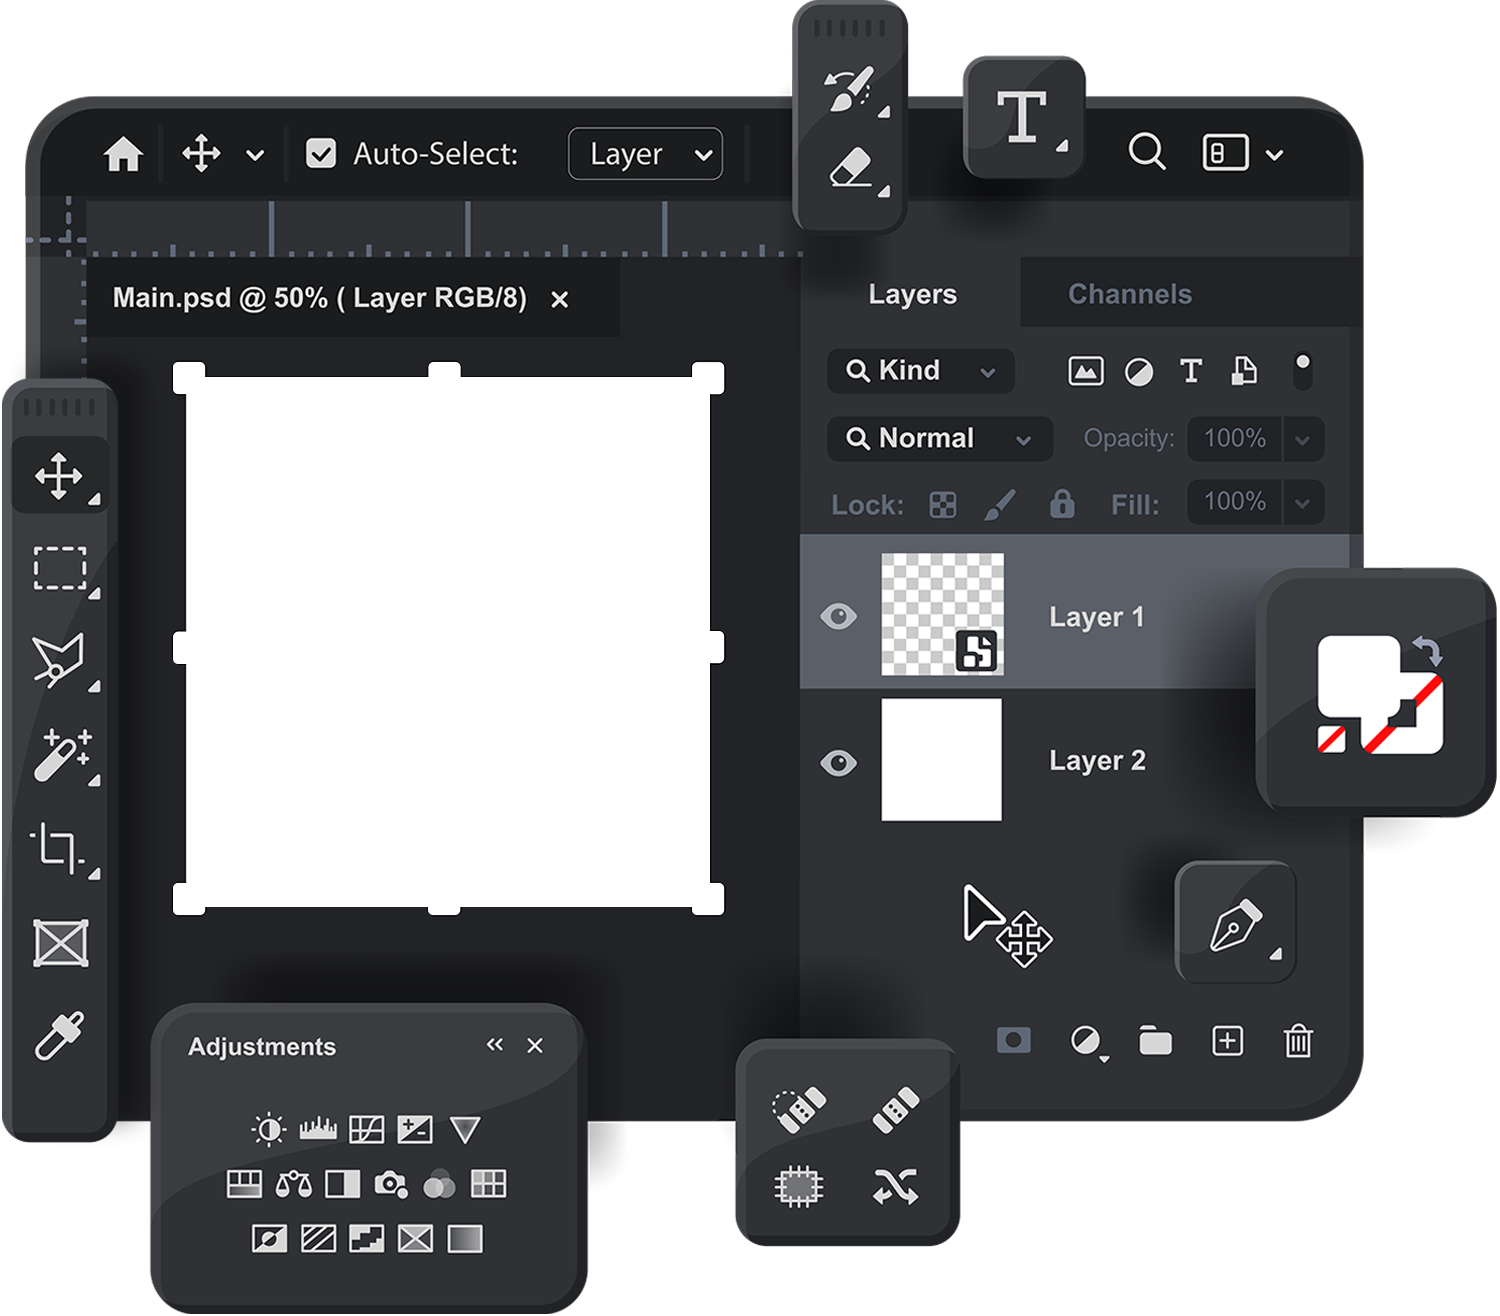 Auto-Select:
Layer
T
Main.psd @ 50% ( Layer RGB/8) ×
Layers
Channels
Kind
T
Normal
Opacity:
100%
Lock:
Fill:
100%
Layer 1
Layer 2
Adjustments